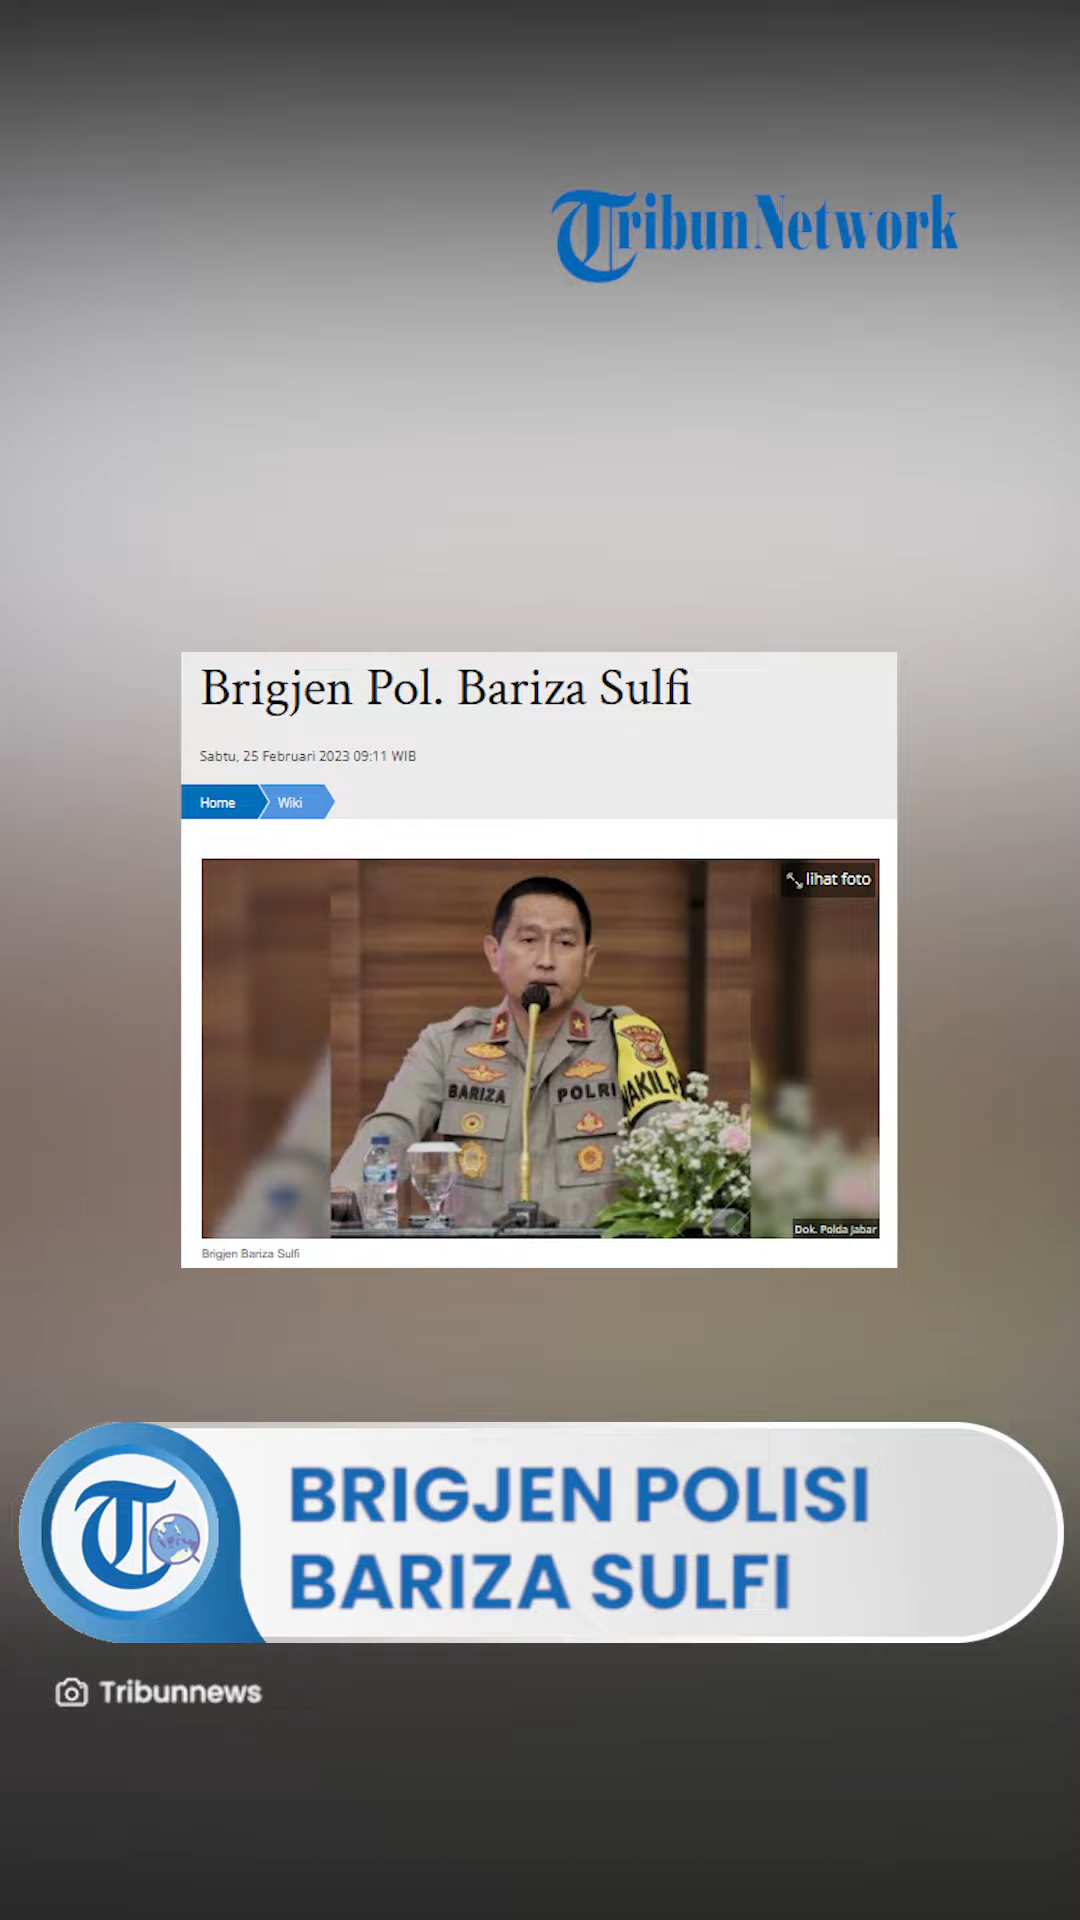 TribunNetwork
Brigjen Pol. Bariza Sulfi
Sabtu, 25 Februari 2023 09:11 WIB
Home Wiki
lihat foto
BARIZA POLRI
Dok. Polda Jabar
Brigjen Bariza Sulfi
BRIGJEN POLISI
BARIZA SULFI
Tribunnews